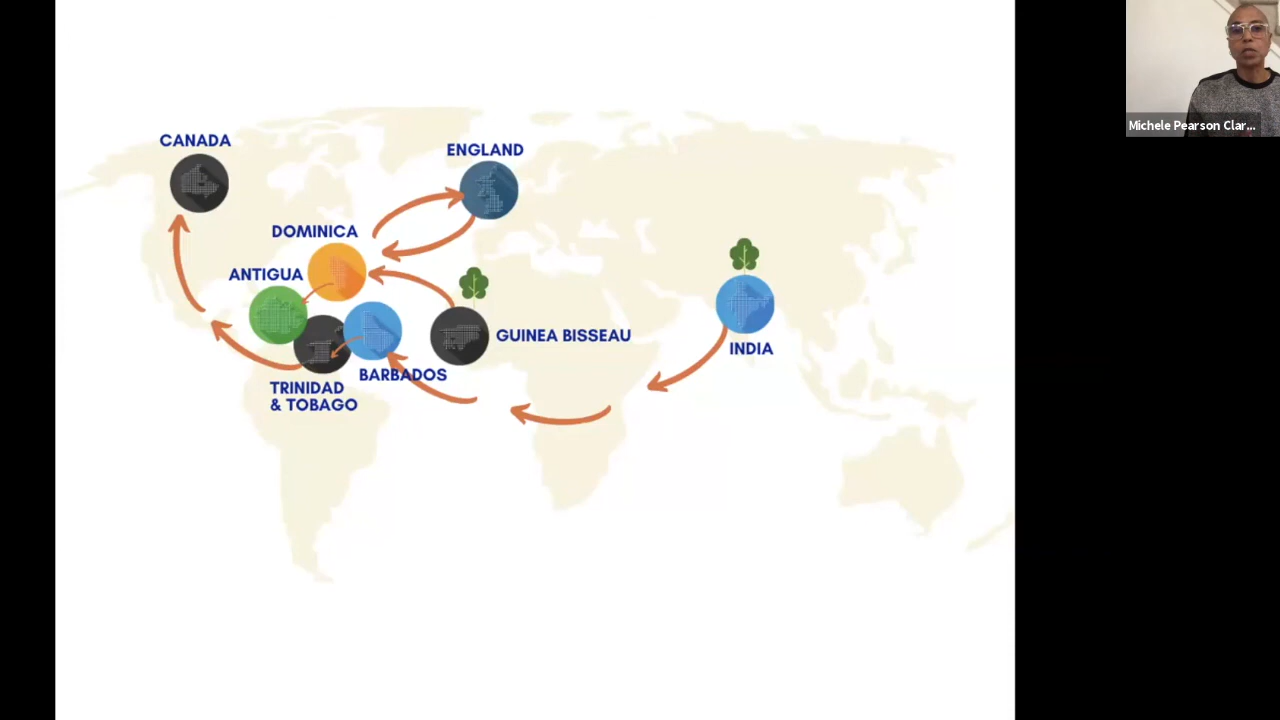 CANADA
ENGLAND
DOMINICA
ANTIGUA
GUINEA BISSEAU
INDIA
BARBADOS
TRINIDAD
& TOBAGO
Michele Pearson Clar...